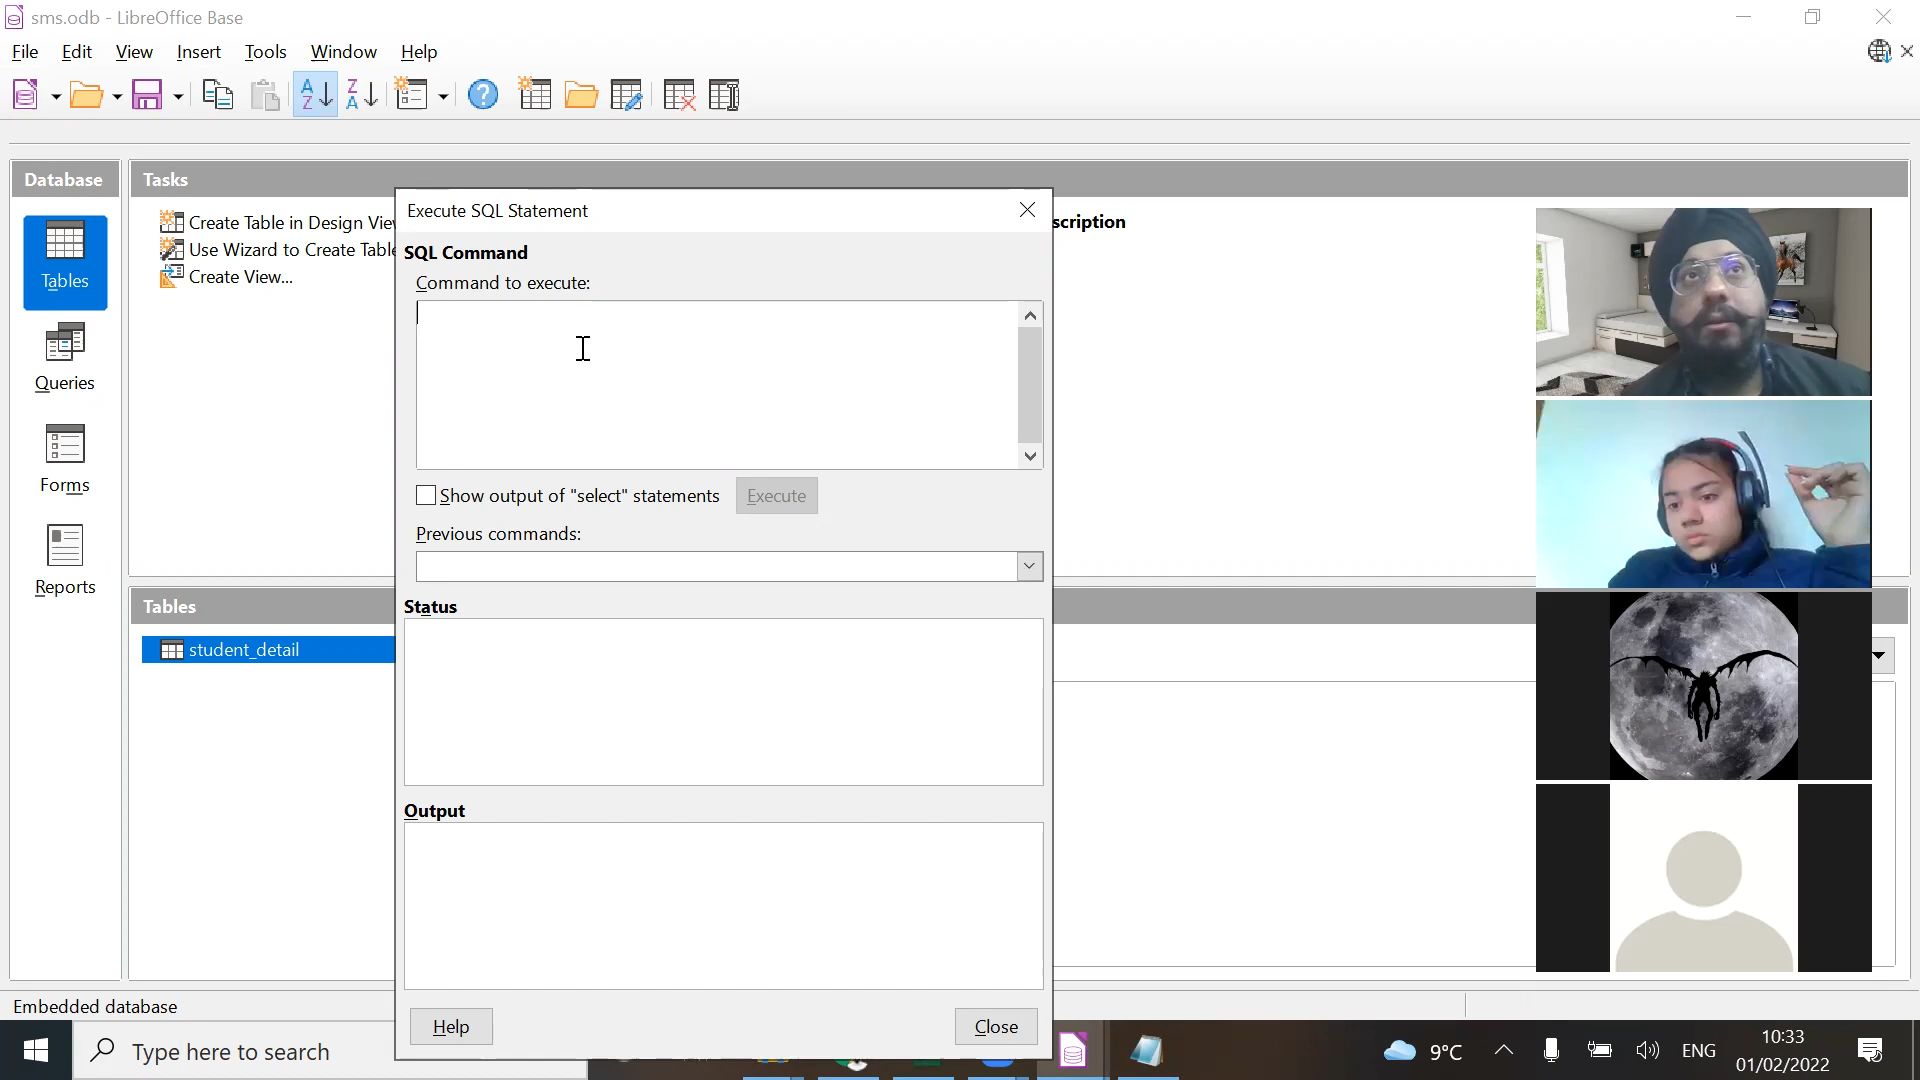 sms.odb - LibreOffice Base
File Edit View Insert Tools Window Help
Database
Tasks
Tables
Queries
Forms
Reports
Create Table in Design Vie
Use Wizard to Create Table
Create View...
scription
Execute SQL Statement
SQL Command
Command to execute:
Show output of "select" statements
Execute
Previous commands:
Status
Output
Help
Close
Tables
student_detail
Embedded database
Type here to search
9°C
ENG
10:33
01/02/2022